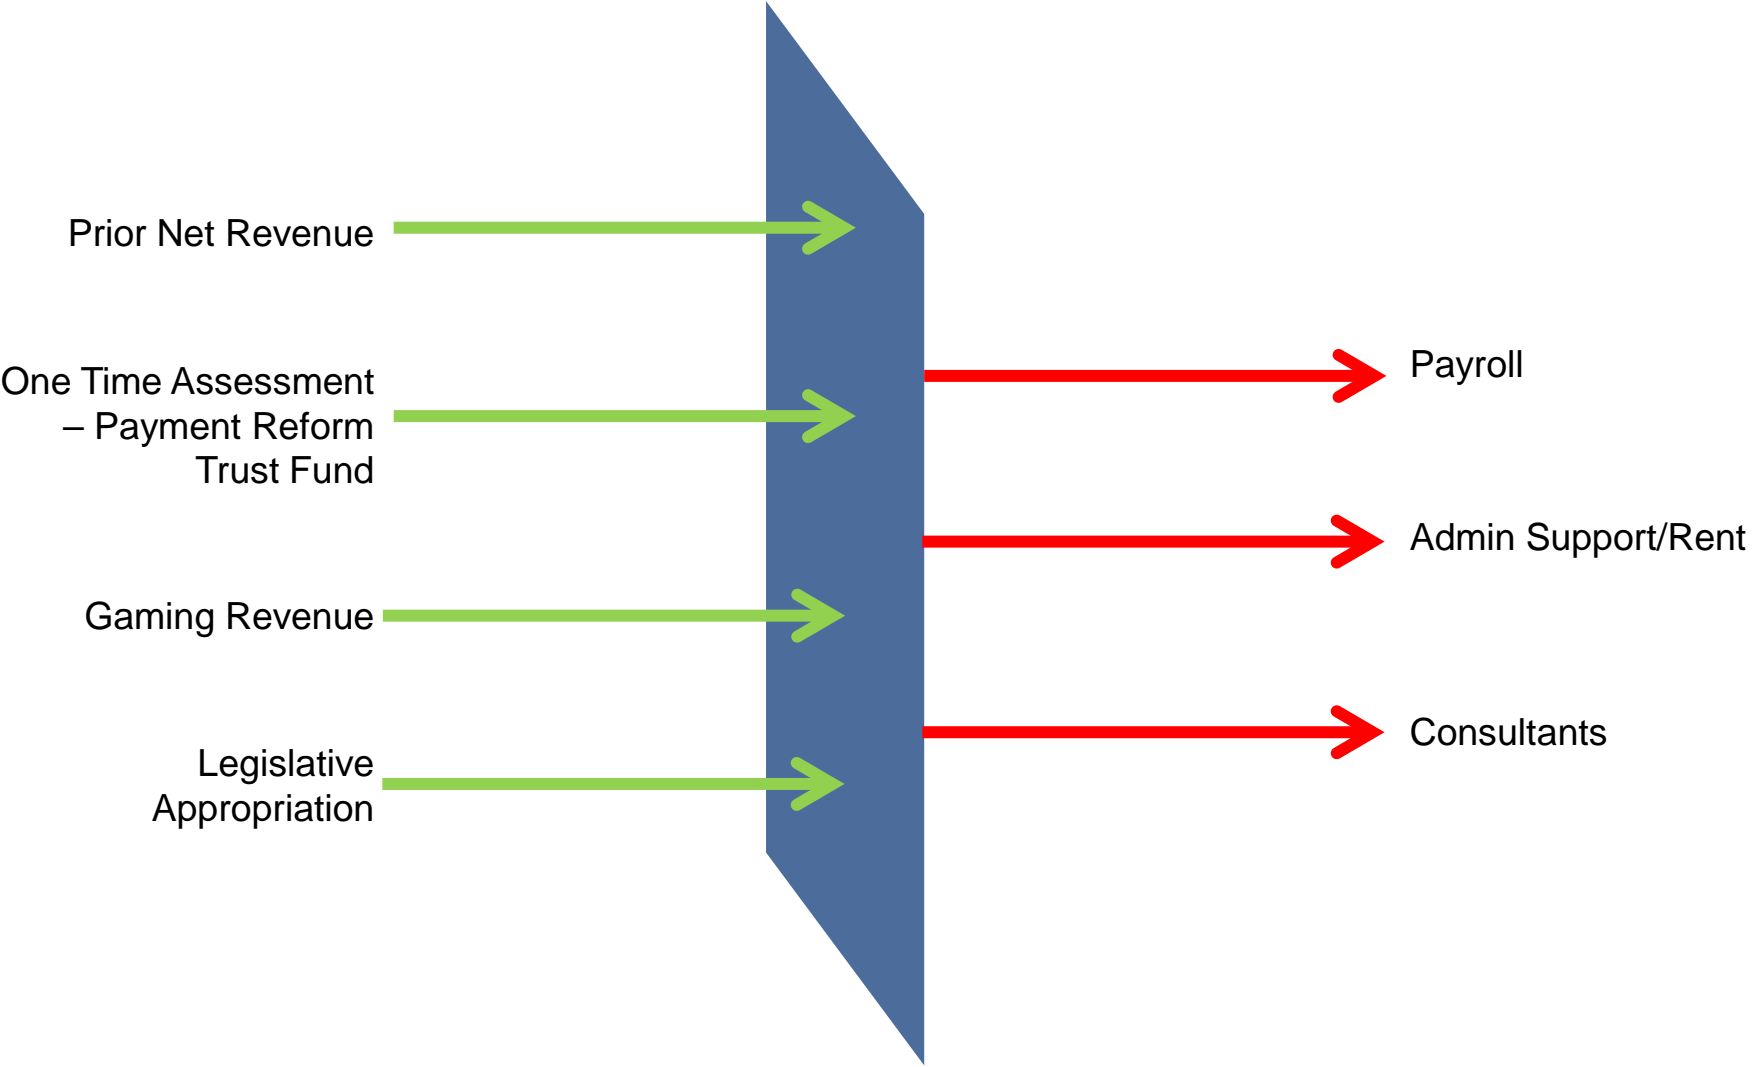 Prior Net Revenue
One Time Assessment
– Payment Reform
Trust Fund
Gaming Revenue
Legislative
Appropriation
Payroll
Admin Support/Rent
Consultants